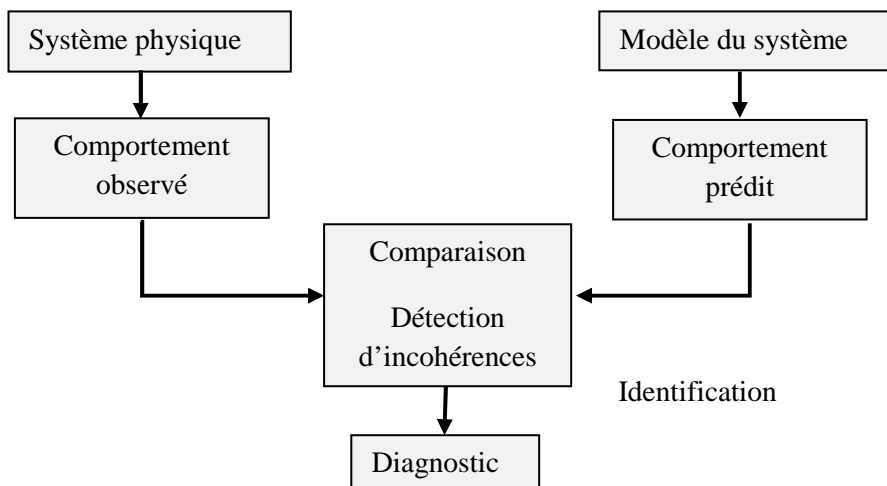 Système physique
Modèle du système
Comportement
observé
Comportement
prédit
Comparaison
Détection
d’incohérences
Identification
Diagnostic